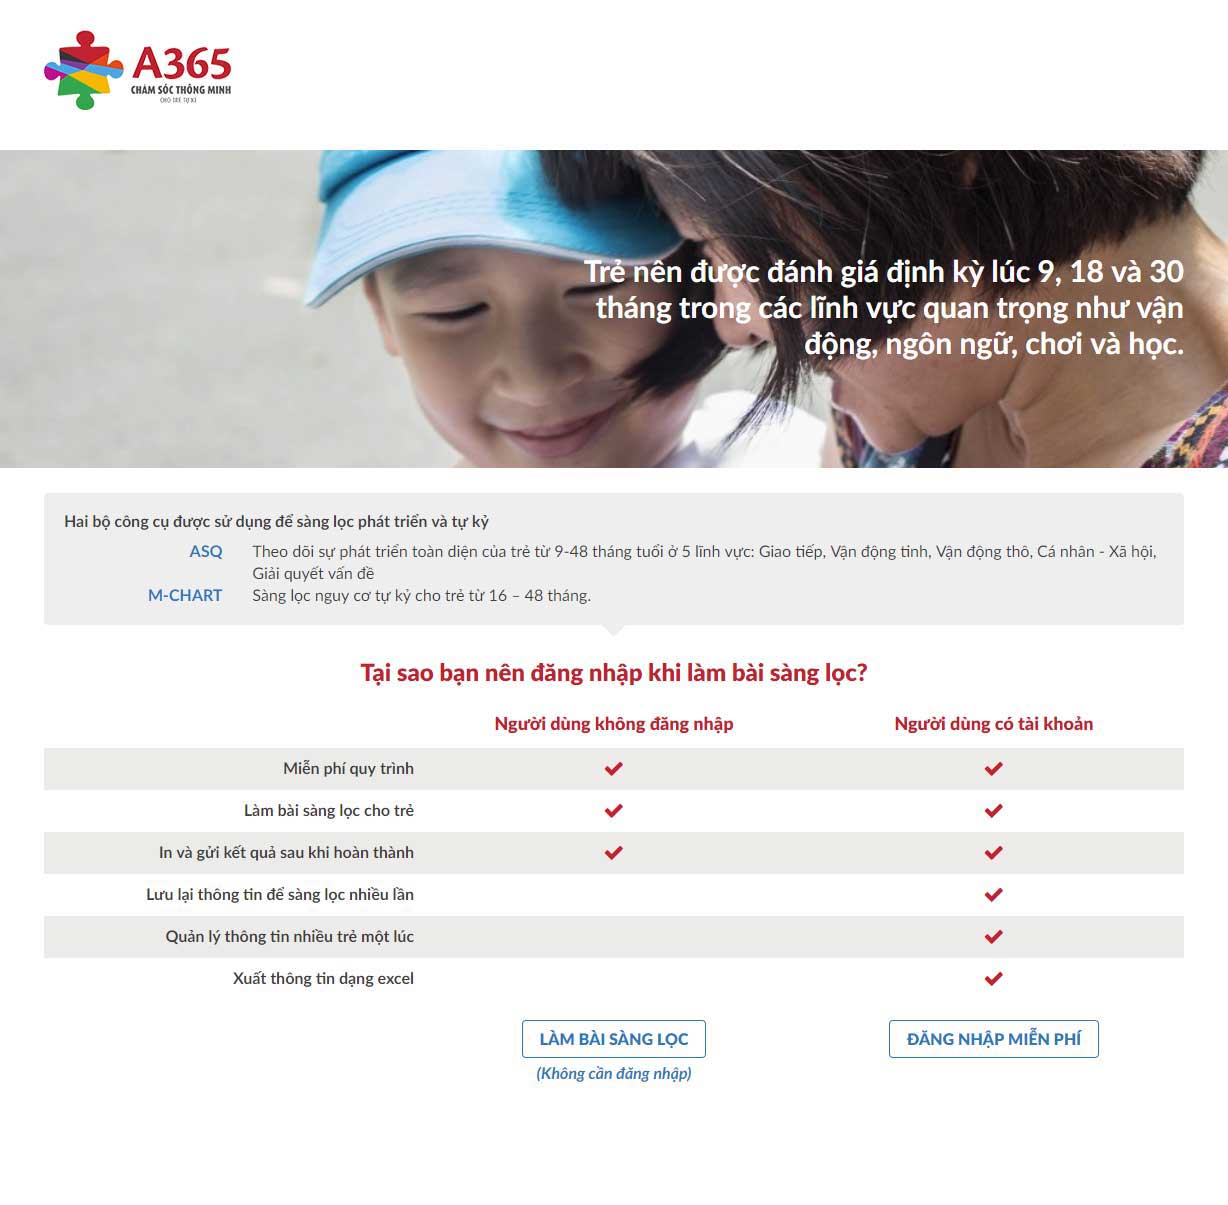 A365
CHĂM SÓC THÔNG MINH
CHO TRẺ TỰ KỈ
Trẻ nên được đánh giá định kỳ lúc 9, 18 và 30
tháng trong các lĩnh vực quan trọng như vận
động, ngôn ngữ, chơi và học.
Hai bộ công cụ được sử dụng để sàng lọc phát triển và tự kỷ
ASQ Theo dõi sự phát triển toàn diện của trẻ từ 9-48 tháng tuổi ở 5 lĩnh vực: Giao tiếp, Vận động tinh, Vận động thô, Cá nhân - Xã hội,
Giải quyết vấn đề
M-CHART Sàng lọc nguy cơ tự kỷ cho trẻ từ 16 – 48 tháng.
Tại sao bạn nên đăng nhập khi làm bài sàng lọc?
Người dùng không đăng nhập Người dùng có tài khoản
Miễn phí quy trình
Làm bài sàng lọc cho trẻ
In và gửi kết quả sau khi hoàn thành
Lưu lại thông tin để sàng lọc nhiều lần
Quản lý thông tin nhiều trẻ một lúc
Xuất thông tin dạng excel
LÀM BÀI SÀNG LỌC ĐĂNG NHẬP MIỄN PHÍ
(Không cần đăng nhập)